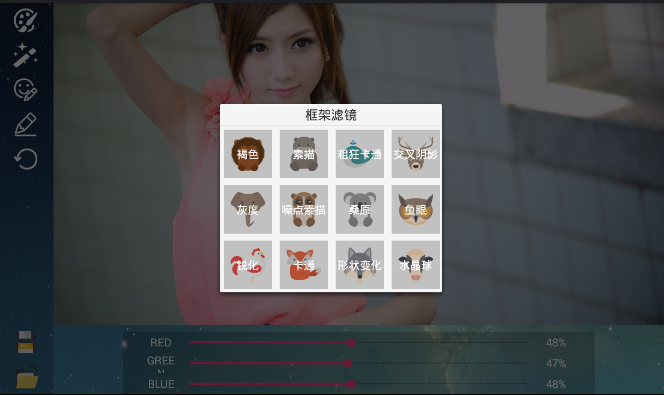 框架滤镜
褐色 素描 粗狂卡通 交叉阴影
灰度 噪点素描 桑原 鱼眼
锐化 卡通 形状变化 水晶球
RED 48%
GREE
N
47%
BLUE 48%